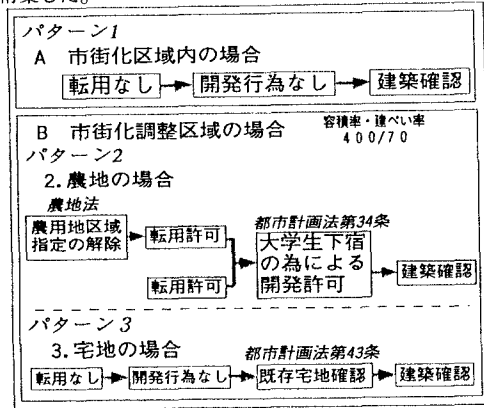 パターン1
A 市街化区域内の場合
転用なし 開発行為なし 建築確認
B 市街化調整区域の場合 容積率・建ぺい率
400/70
パターン2
2.農地の場合
農地法
農用地区域
指定の解除
転用許可
転用許可
都市計画法第34条
大学生下宿
の為による
開発許可
建築確認
パターン3
3.宅地の場合 都市計画法第43条
転用なし 開発行為なし 既存宅地確認 建築確認